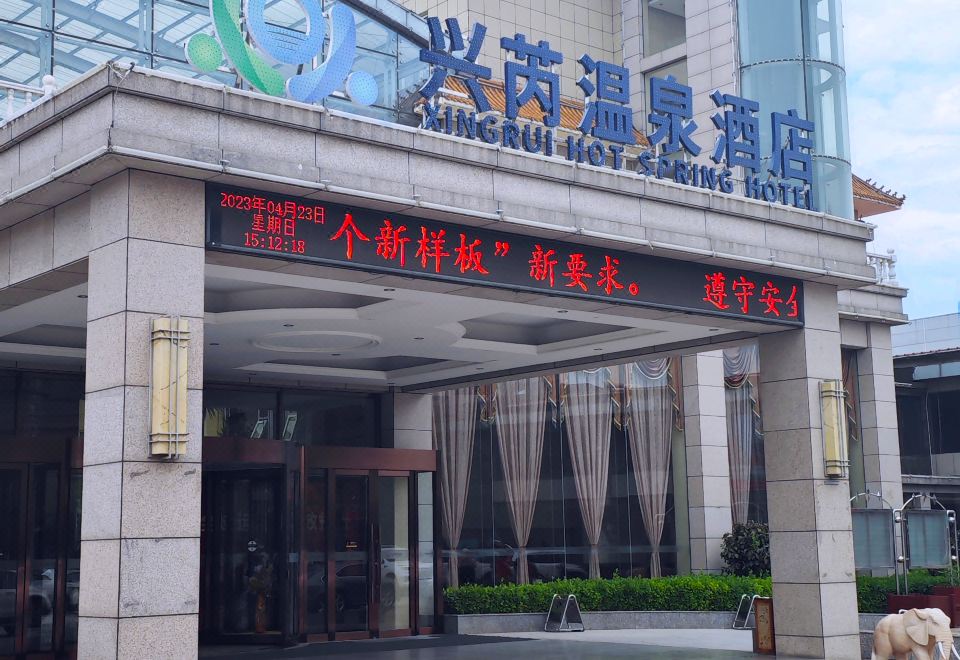 兴芮温泉酒店
XINGRUI HOT SPRING HOTEL
2023年04月23日
星期日
15:12:18
个新样板”新要求。 遵守安